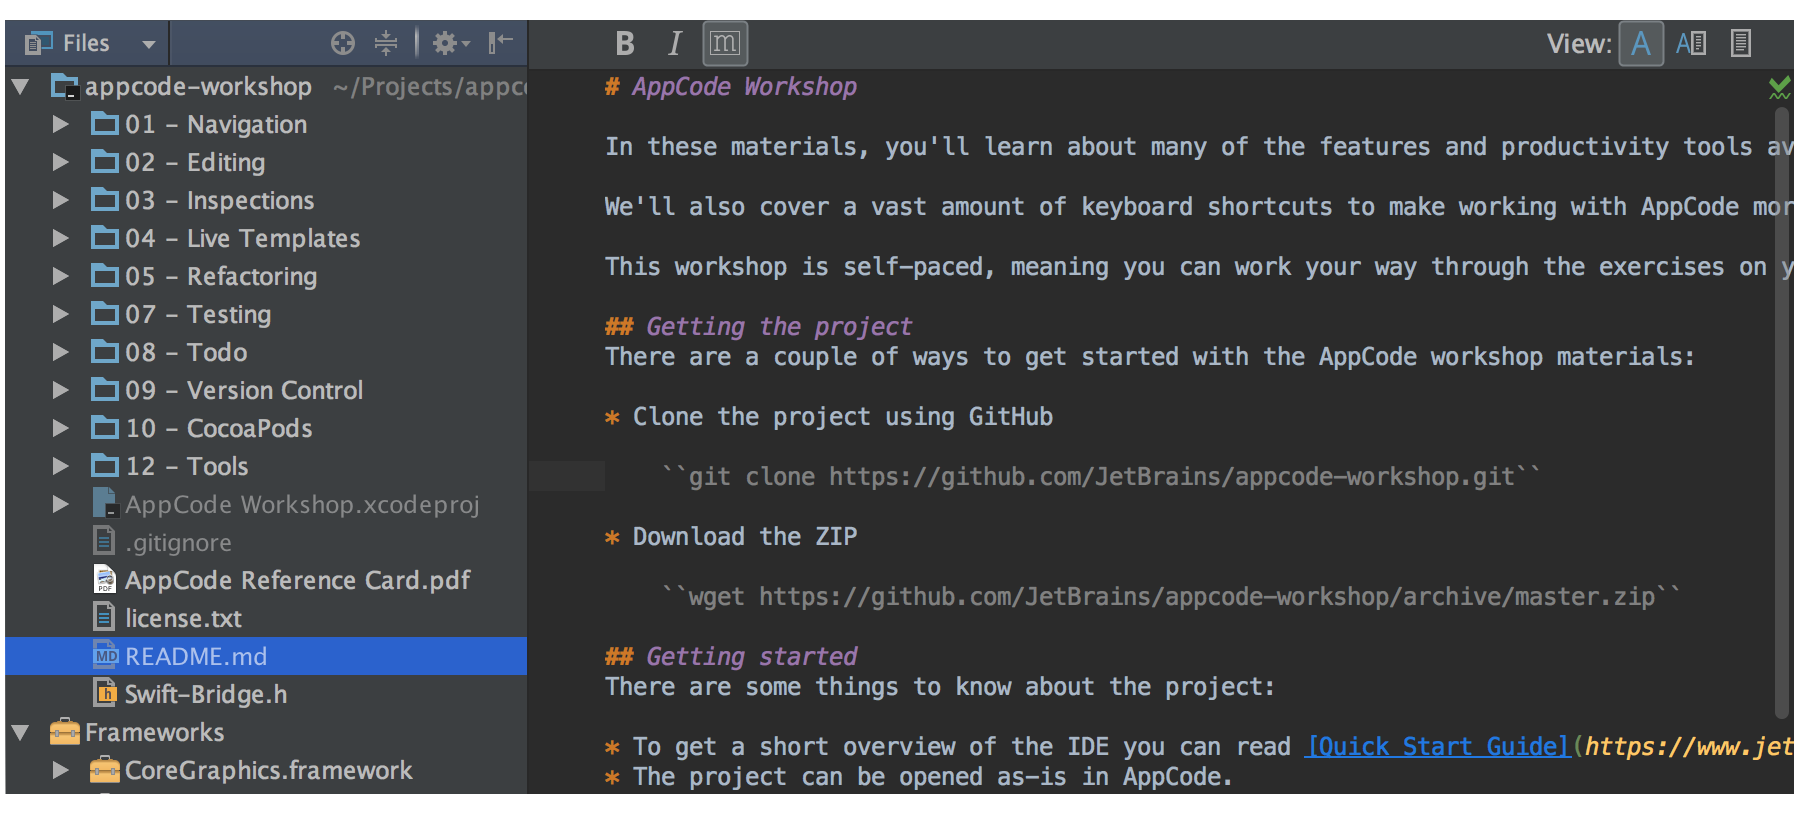 Files
appcode-workshop ~/Projects/appco
01 - Navigation
02 - Editing
03 - Inspections
04 - Live Templates
05 - Refactoring
07 - Testing
08 - Todo
09 - Version Control
10 - CocoaPods
12 - Tools
AppCode Workshop.xcodeproj
.gitignore
PDF AppCode Reference Card.pdf
license.txt
MD README.md
h Swift-Bridge.h
Frameworks
CoreGraphics.framework
B I m View: A A
# AppCode Workshop
In these materials, you'll learn about many of the features and productivity tools av
We'll also cover a vast amount of keyboard shortcuts to make working with AppCode mor
This workshop is self-paced, meaning you can work your way through the exercises on y
## Getting the project
There are a couple of ways to get started with the AppCode workshop materials:
* Clone the project using GitHub
``git clone https://github.com/JetBrains/appcode-workshop.git``
* Download the ZIP
``wget https://github.com/JetBrains/appcode-workshop/archive/master.zip``
## Getting started
There are some things to know about the project:
* To get a short overview of the IDE you can read [Quick Start Guide](https://www.jet
* The project can be opened as-is in AppCode.